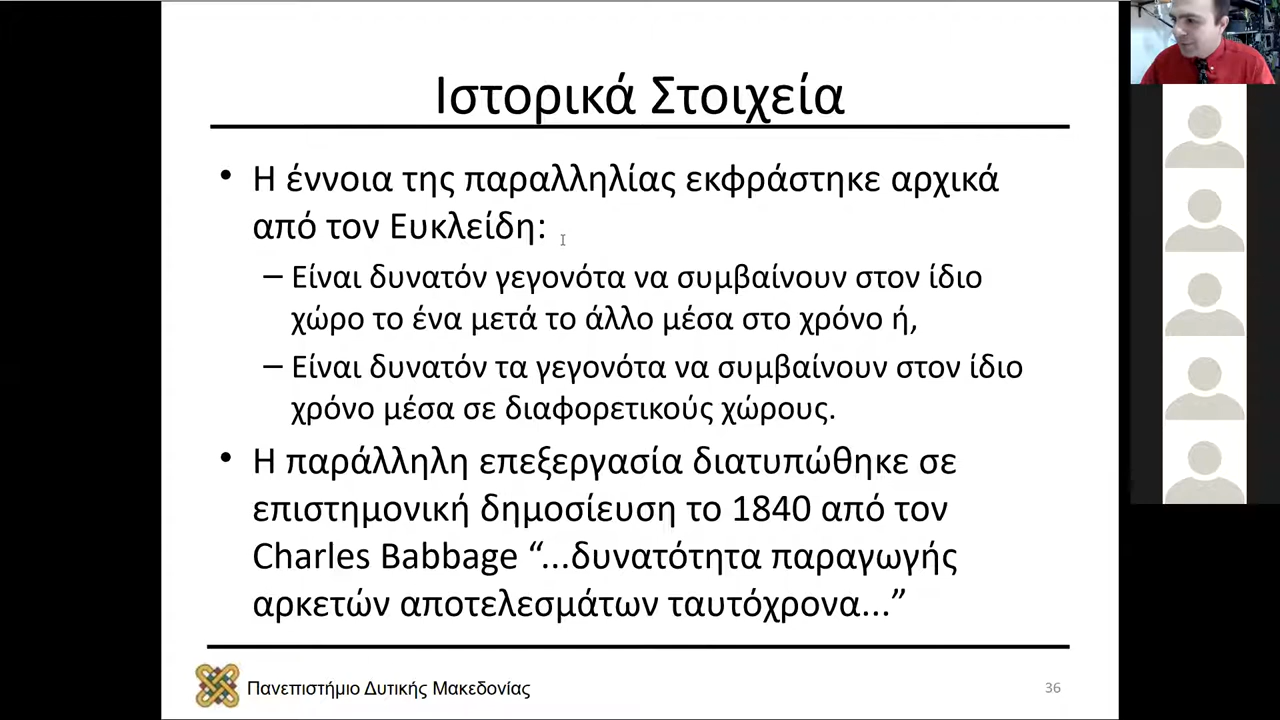 Ιστορικά Στοιχεία
• Η έννοια της παραλληλίας εκφράστηκε αρχικά
από τον Ευκλείδη:
– Είναι δυνατόν γεγονότα να συμβαίνουν στον ίδιο
χώρο το ένα μετά το άλλο μέσα στο χρόνο ή,
– Είναι δυνατόν τα γεγονότα να συμβαίνουν στον ίδιο
χρόνο μέσα σε διαφορετικούς χώρους.
• Η παράλληλη επεξεργασία διατυπώθηκε σε
επιστημονική δημοσίευση το 1840 από τον
Charles Babbage “...δυνατότητα παραγωγής
αρκετών αποτελεσμάτων ταυτόχρονα...”
Πανεπιστήμιο Δυτικής Μακεδονίας
36